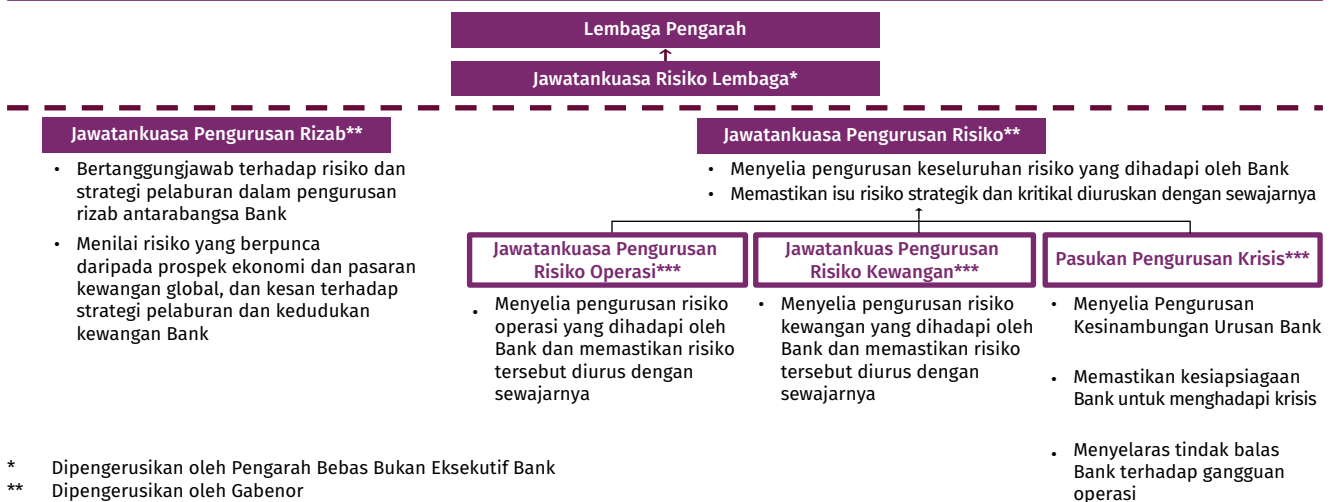 Lembaga Pengarah
Jawatankuasa Risiko Lembaga*
Jawatankuasa Pengurusan Rizab**
• Bertanggungjawab terhadap risiko dan
strategi pelaburan dalam pengurusan
rizab antarabangsa Bank
• Menilai risiko yang berpunca
daripada prospek ekonomi dan pasaran
kewangan global, dan kesan terhadap
strategi pelaburan dan kedudukan
kewangan Bank
Jawatankuasa Pengurusan Risiko**
• Menyelia pengurusan keseluruhan risiko yang dihadapi oleh Bank
• Memastikan isu risiko strategik dan kritikal diuruskan dengan sewajarnya
Jawatankuasa Pengurusan
Risiko Operasi***
• Menyelia pengurusan risiko
operasi yang dihadapi oleh
Bank dan memastikan risiko
tersebut diurus dengan
sewajarnya
Jawatankuas Pengurusan
Risiko Kewangan***
• Menyelia pengurusan risiko
kewangan yang dihadapi oleh
Bank dan memastikan risiko
tersebut diurus dengan
sewajarnya
Pasukan Pengurusan Krisis***
• Menyelia Pengurusan
Kesinambungan Urusan Bank
• Memastikan kesiapsiagaan
Bank untuk menghadapi krisis
• Menyelaras tindak balas
Bank terhadap gangguan
operasi
* Dipengerusikan oleh Pengarah Bebas Bukan Eksekutif Bank
** Dipengerusikan oleh Gabenor